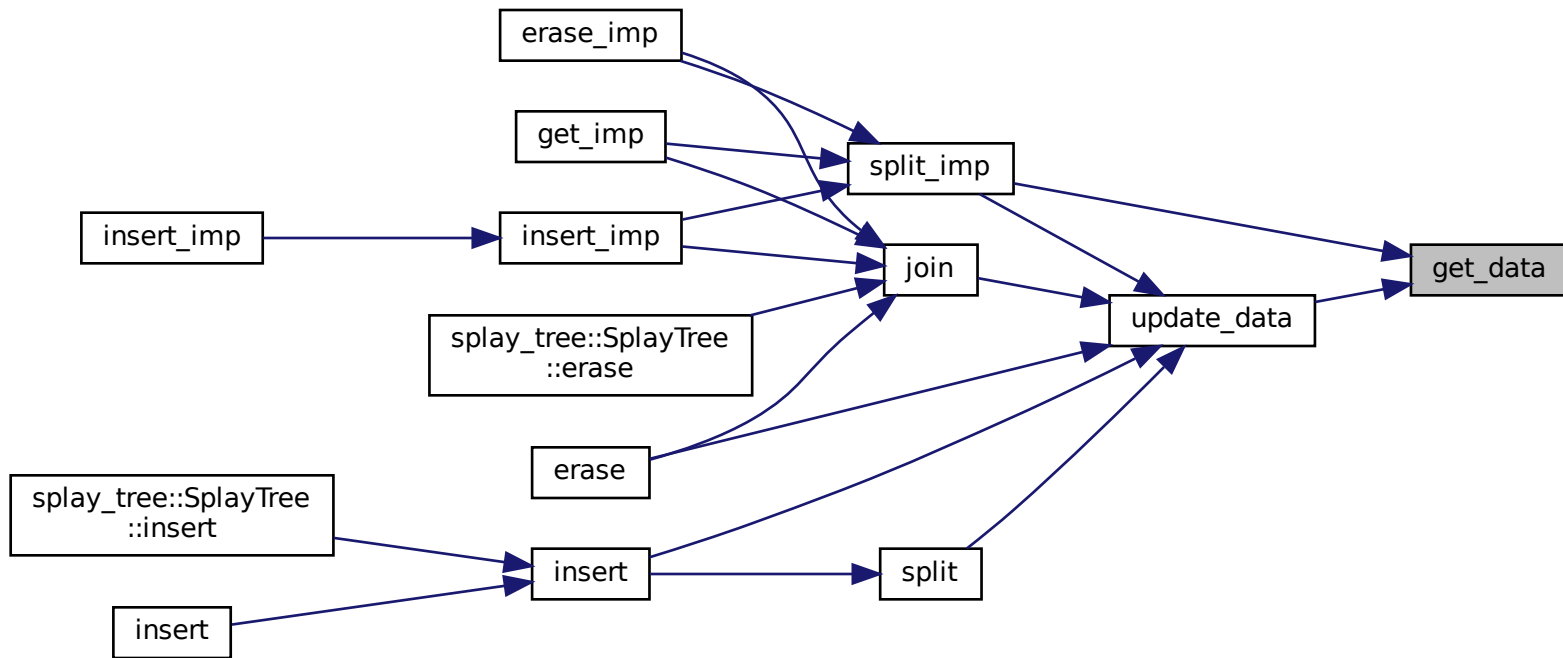 erase_imp
get_imp
split_imp
insert_imp
insert_imp
join
get_data
update_data
splay_tree::SplayTree
::erase
erase
splay_tree::SplayTree
::insert
insert
split
insert